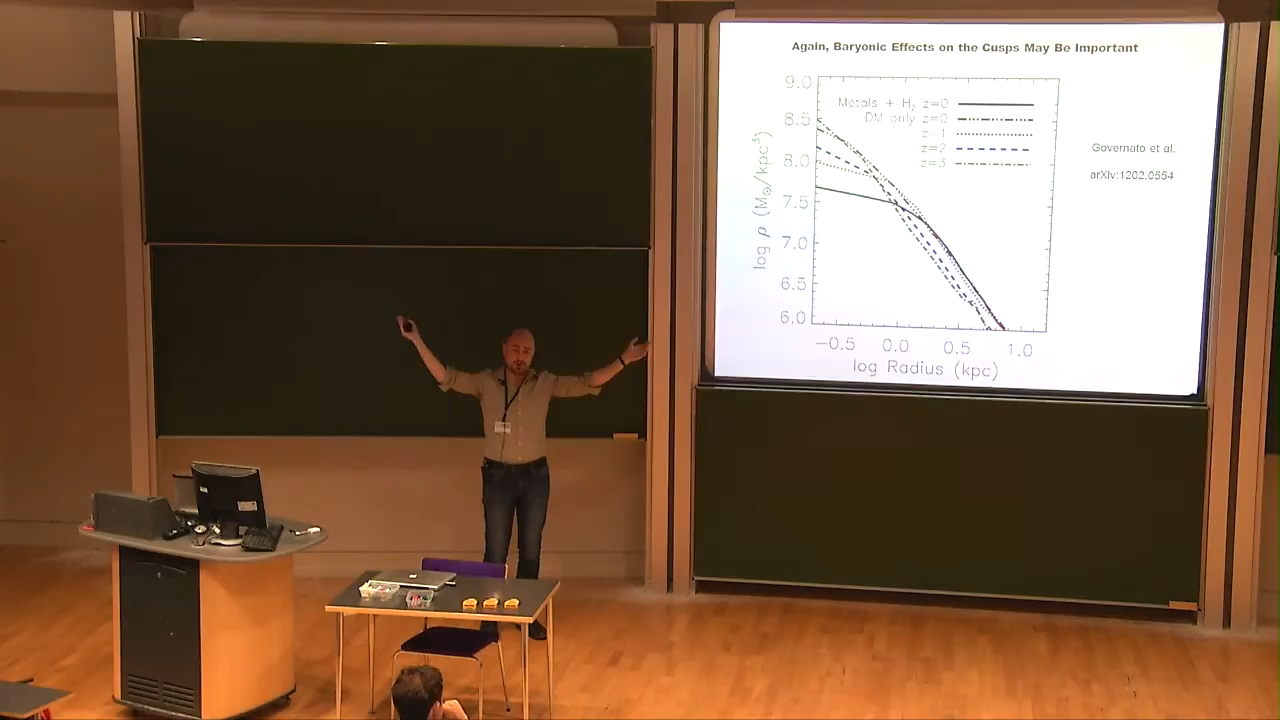 Again, Baryonic Effects on the Cusps May Be Important
9.0
8.5
8.0
7.5
7.0
6.5
6.0
log ρ (M⊙/kpc³)
Metals + H₂ z=0
DM only z=0
z=1
z=2
z=3
-0.5 0.0 0.5 1.0
log Radius (kpc)
Governato et al.
arXIv:1202.0554